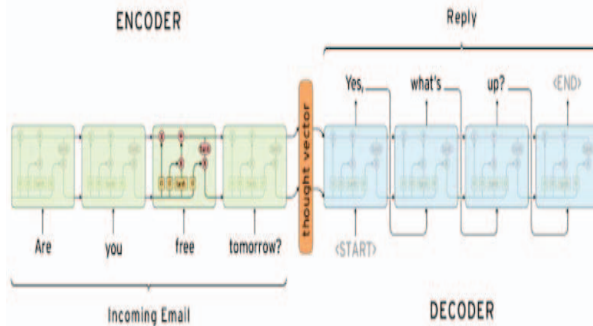 ENCODER
Reply
Yes, what's up? <END>
thought vector
Are you free tomorrow?
<START>
Incoming Email
DECODER